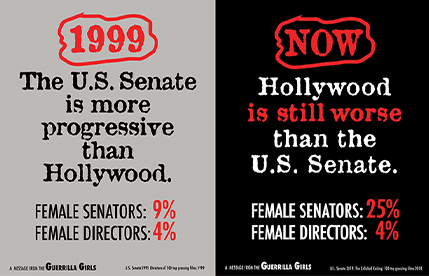 1999
The U.S. Senate
is more
progressive
than
Hollywood.
FEMALE SENATORS: 9%
FEMALE DIRECTORS: 4%
A MESSAGE FROM THE GUERRILLA GIRLS
NOW
Hollywood
is still worse
than the
U.S. Senate.
FEMALE SENATORS: 25%
FEMALE DIRECTORS: 4%
A MESSAGE FROM THE GUERRILLA GIRLS